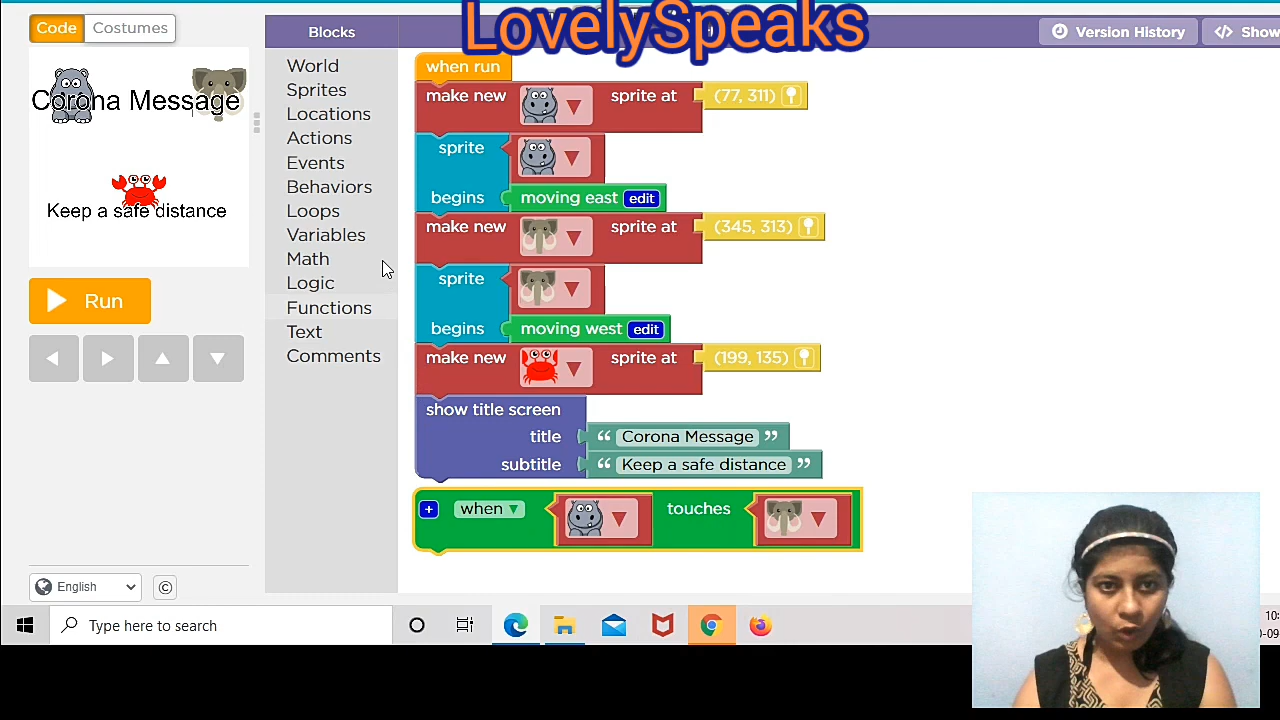 LovelySpeaks
Code
Costumes
Blocks
Version History
Show
Corona Message
Keep a safe distance
Run
English
©
World
Sprites
Locations
Actions
Events
Behaviors
Loops
Variables
Math
Logic
Functions
Text
Comments
when run
make new sprite at (77, 311)
sprite
begins moving east edit
make new sprite at (345, 313)
sprite
begins moving west edit
make new sprite at (199, 135)
show title screen
title “ Corona Message ”
subtitle “ Keep a safe distance ”
+ when touches
Type here to search
10:
0-09